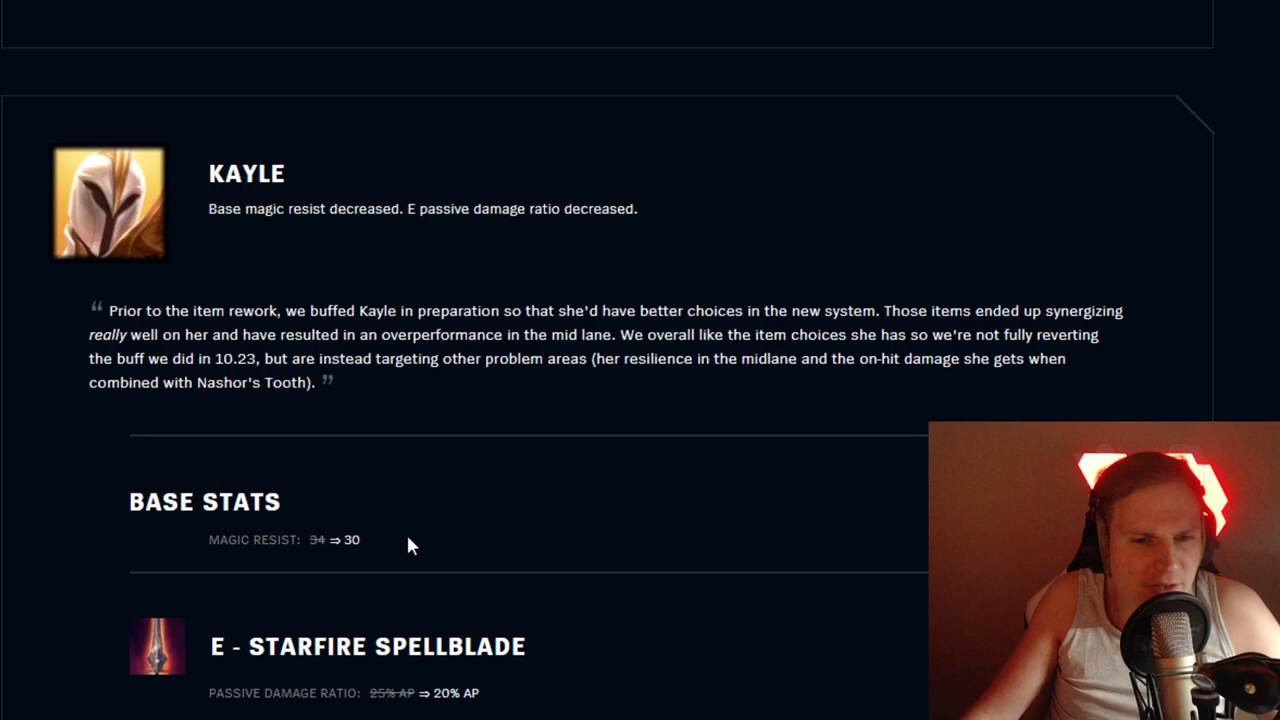 KAYLE
Base magic resist decreased. E passive damage ratio decreased.
“ Prior to the item rework, we buffed Kayle in preparation so that she'd have better choices in the new system. Those items ended up synergizing
really well on her and have resulted in an overperformance in the mid lane. We overall like the item choices she has so we're not fully reverting
the buff we did in 10.23, but are instead targeting other problem areas (her resilience in the midlane and the on-hit damage she gets when
combined with Nashor's Tooth). ”
BASE STATS
MAGIC RESIST: 34 ⇒ 30
E - STARFIRE SPELLBLADE
PASSIVE DAMAGE RATIO: 25% AP ⇒ 20% AP